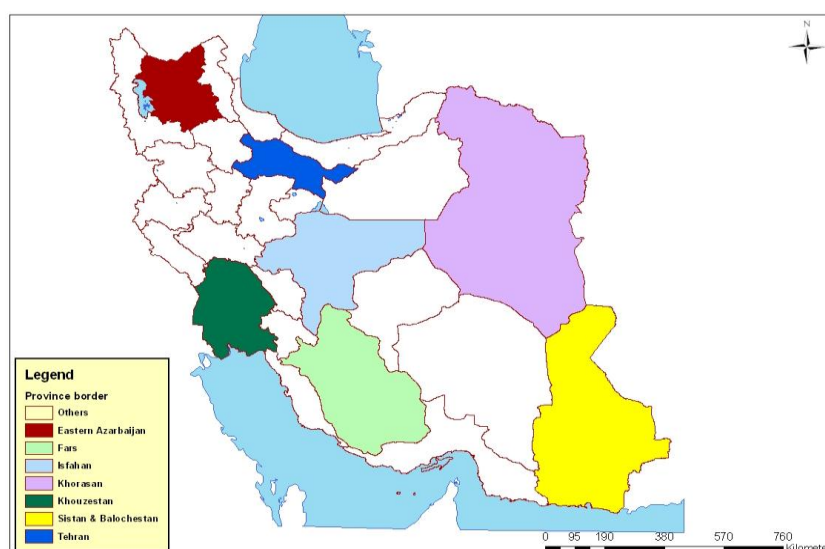 N
Legend
Province border
Others
Eastern Azarbaijan
Fars
Isfahan
Khorasan
Khouzestan
Sistan & Balochestan
Tehran
0 95 190 380 570 760
Kilomete